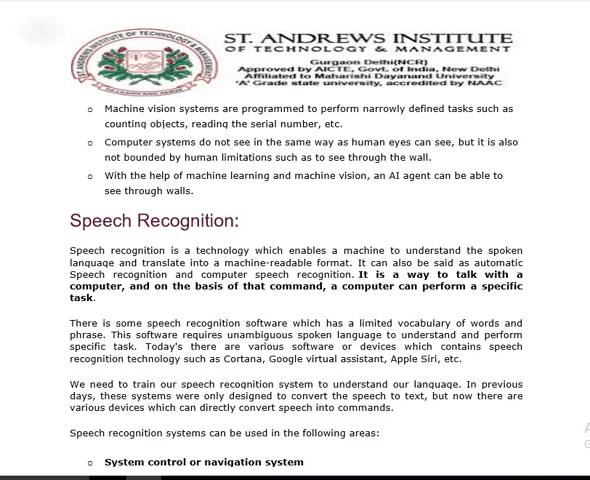 ST. ANDREWS INSTITUTE
OF TECHNOLOGY & MANAGEMENT
Gurgaon Delhi(NCR)
Approved by AICTE, Govt. of India, New Delhi
Affiliated to Maharishi Dayanand University
'A' Grade state university, accredited by NAAC
ST. ANDREWS INSTITUTE OF TECHNOLOGY & MANAGEMENT
TO LEARN AND SERVE
o Machine vision systems are programmed to perform narrowly defined tasks such as
counting objects, reading the serial number, etc.
o Computer systems do not see in the same way as human eyes can see, but it is also
not bounded by human limitations such as to see through the wall.
o With the help of machine learning and machine vision, an AI agent can be able to
see through walls.
Speech Recognition:
Speech recognition is a technology which enables a machine to understand the spoken
language and translate into a machine-readable format. It can also be said as automatic
Speech recognition and computer speech recognition. It is a way to talk with a
computer, and on the basis of that command, a computer can perform a specific
task.
There is some speech recognition software which has a limited vocabulary of words and
phrase. This software requires unambiguous spoken language to understand and perform
specific task. Today's there are various software or devices which contains speech
recognition technology such as Cortana, Google virtual assistant, Apple Siri, etc.
We need to train our speech recognition system to understand our language. In previous
days, these systems were only designed to convert the speech to text, but now there are
various devices which can directly convert speech into commands.
Speech recognition systems can be used in the following areas:
o System control or navigation system